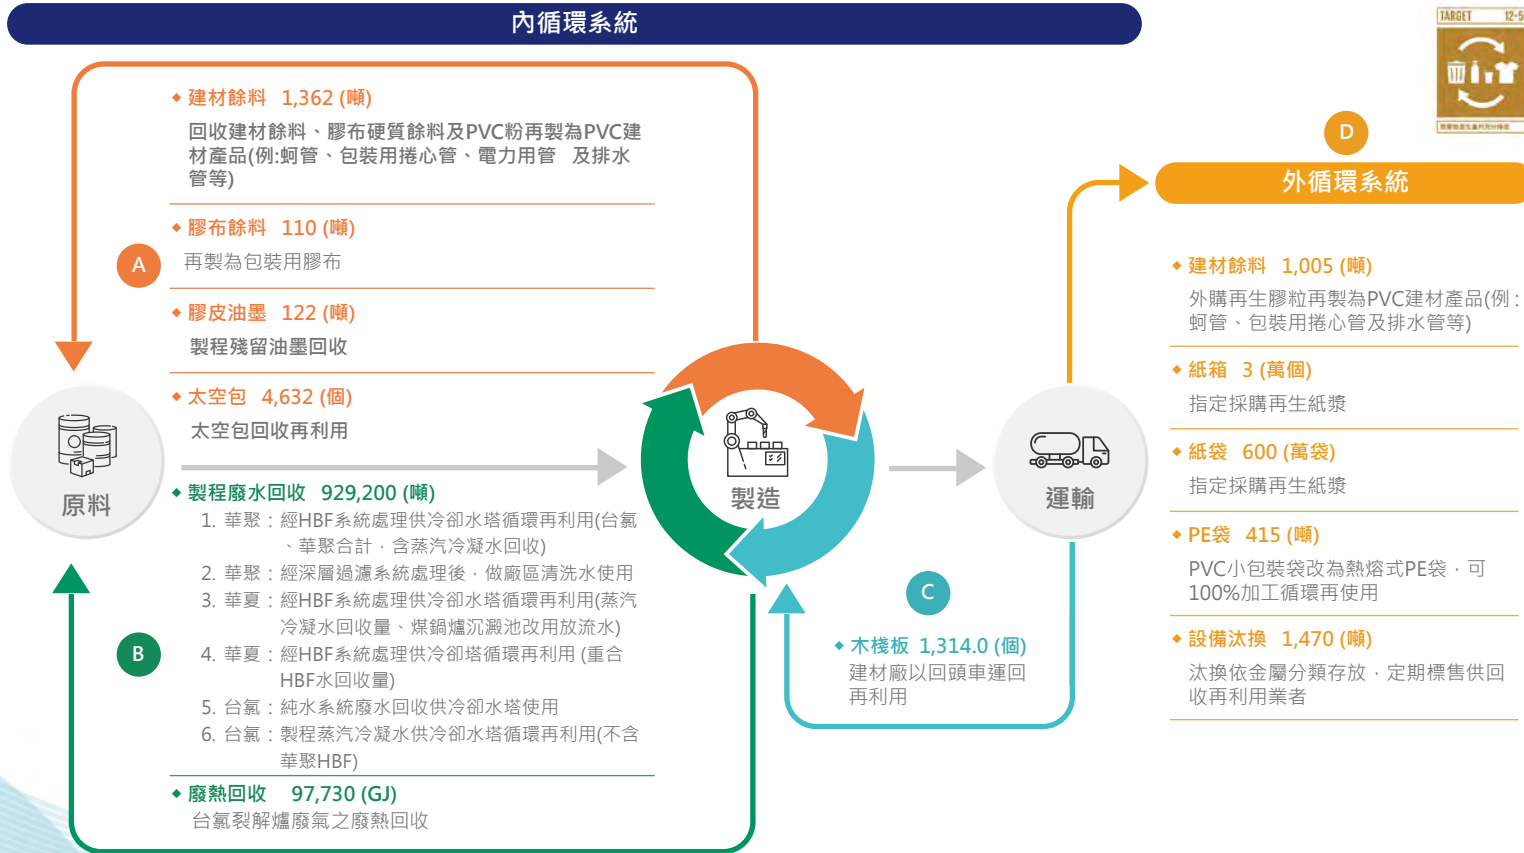 內循環系統
TARGET 12·5
◆ 建材餘料 1,362 (噸)
回收建材餘料、膠布硬質餘料及PVC粉再製為PVC建
材產品(例:蚵管、包裝用捲心管、電力用管 及排水
管等)
◆ 膠布餘料 110 (噸)
再製為包裝用膠布
A
◆ 膠皮油墨 122 (噸)
製程殘留油墨回收
◆ 太空包 4,632 (個)
太空包回收再利用
原料
製造
運輸
◆ 製程廢水回收 929,200 (噸)
1. 華聚：經HBF系統處理供冷卻水塔循環再利用(台氯
、華聚合計，含蒸汽冷凝水回收)
2. 華聚：經深層過濾系統處理後，做廠區清洗水使用
3. 華夏：經HBF系統處理供冷卻水塔循環再利用(蒸汽
冷凝水回收量、煤鍋爐沉澱池改用放流水)
B
4. 華夏：經HBF系統處理供冷卻塔循環再利用 (重合
HBF水回收量)
5. 台氯：純水系統廢水回收供冷卻水塔使用
6. 台氯：製程蒸汽冷凝水供冷卻水塔循環再利用(不含
華聚HBF)
◆ 廢熱回收 97,730 (GJ)
台氯裂解爐廢氣之廢熱回收
C
◆ 木棧板 1,314.0 (個)
建材廠以回頭車運回
再利用
D
外循環系統
◆ 建材餘料 1,005 (噸)
外購再生膠粒再製為PVC建材產品(例：
蚵管、包裝用捲心管及排水管等)
◆ 紙箱 3 (萬個)
指定採購再生紙漿
◆ 紙袋 600 (萬袋)
指定採購再生紙漿
◆ PE袋 415 (噸)
PVC小包裝袋改為熱熔式PE袋，可
100%加工循環再使用
◆ 設備汰換 1,470 (噸)
汰換依金屬分類存放，定期標售供回
收再利用業者